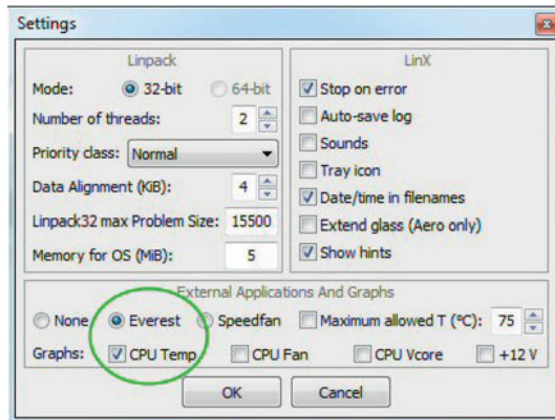 Settings
Linpack
Mode: 32-bit 64-bit
Number of threads: 2
Priority class: Normal
Data Alignment (KiB): 4
Linpack32 max Problem Size: 15500
Memory for OS (MiB): 5
LinX
Stop on error
Auto-save log
Sounds
Tray icon
Date/time in filenames
Extend glass (Aero only)
Show hints
External Applications And Graphs
None Everest Speedfan Maximum allowed T (°C): 75
Graphs: CPU Temp CPU Fan CPU Vcore +12 V
OK Cancel